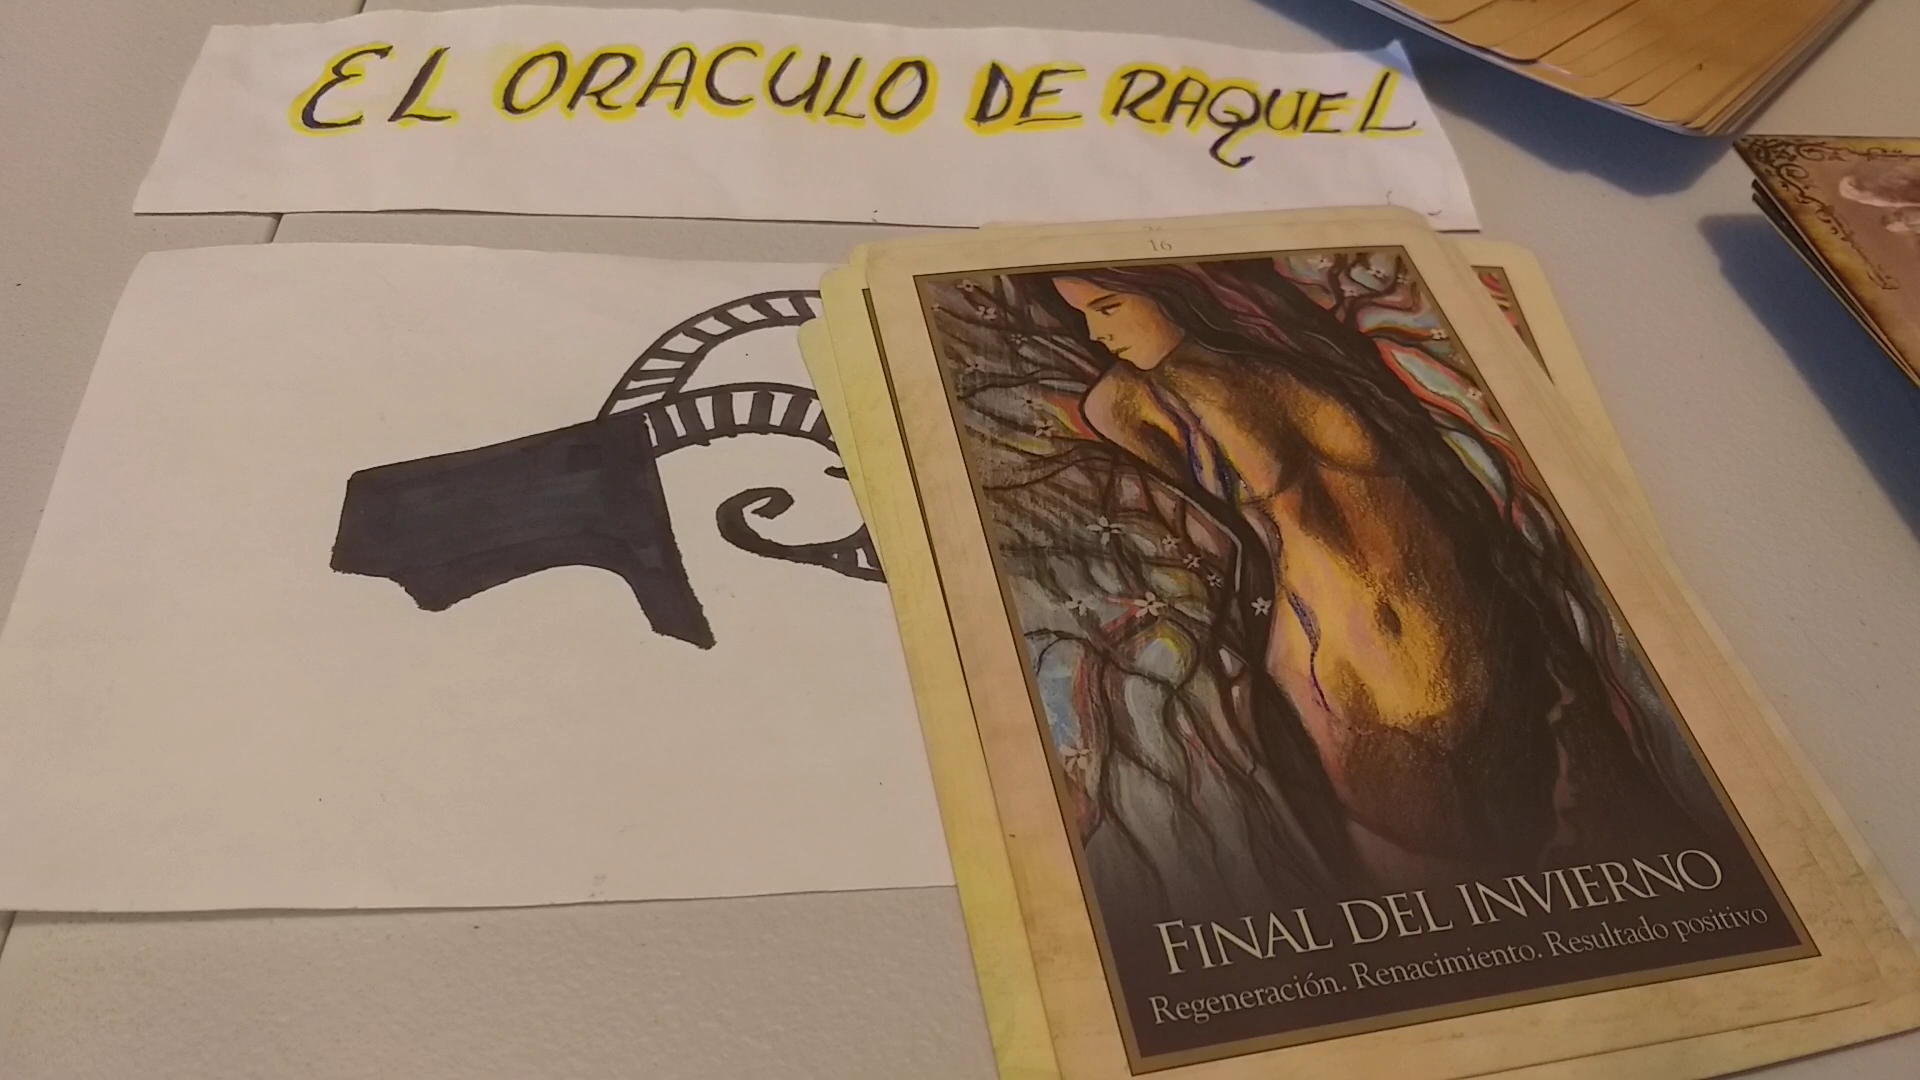 EL ORACULO DE RAQUEL
16
FINAL DEL INVIERNO
Regeneración. Renacimiento. Resultado positivo